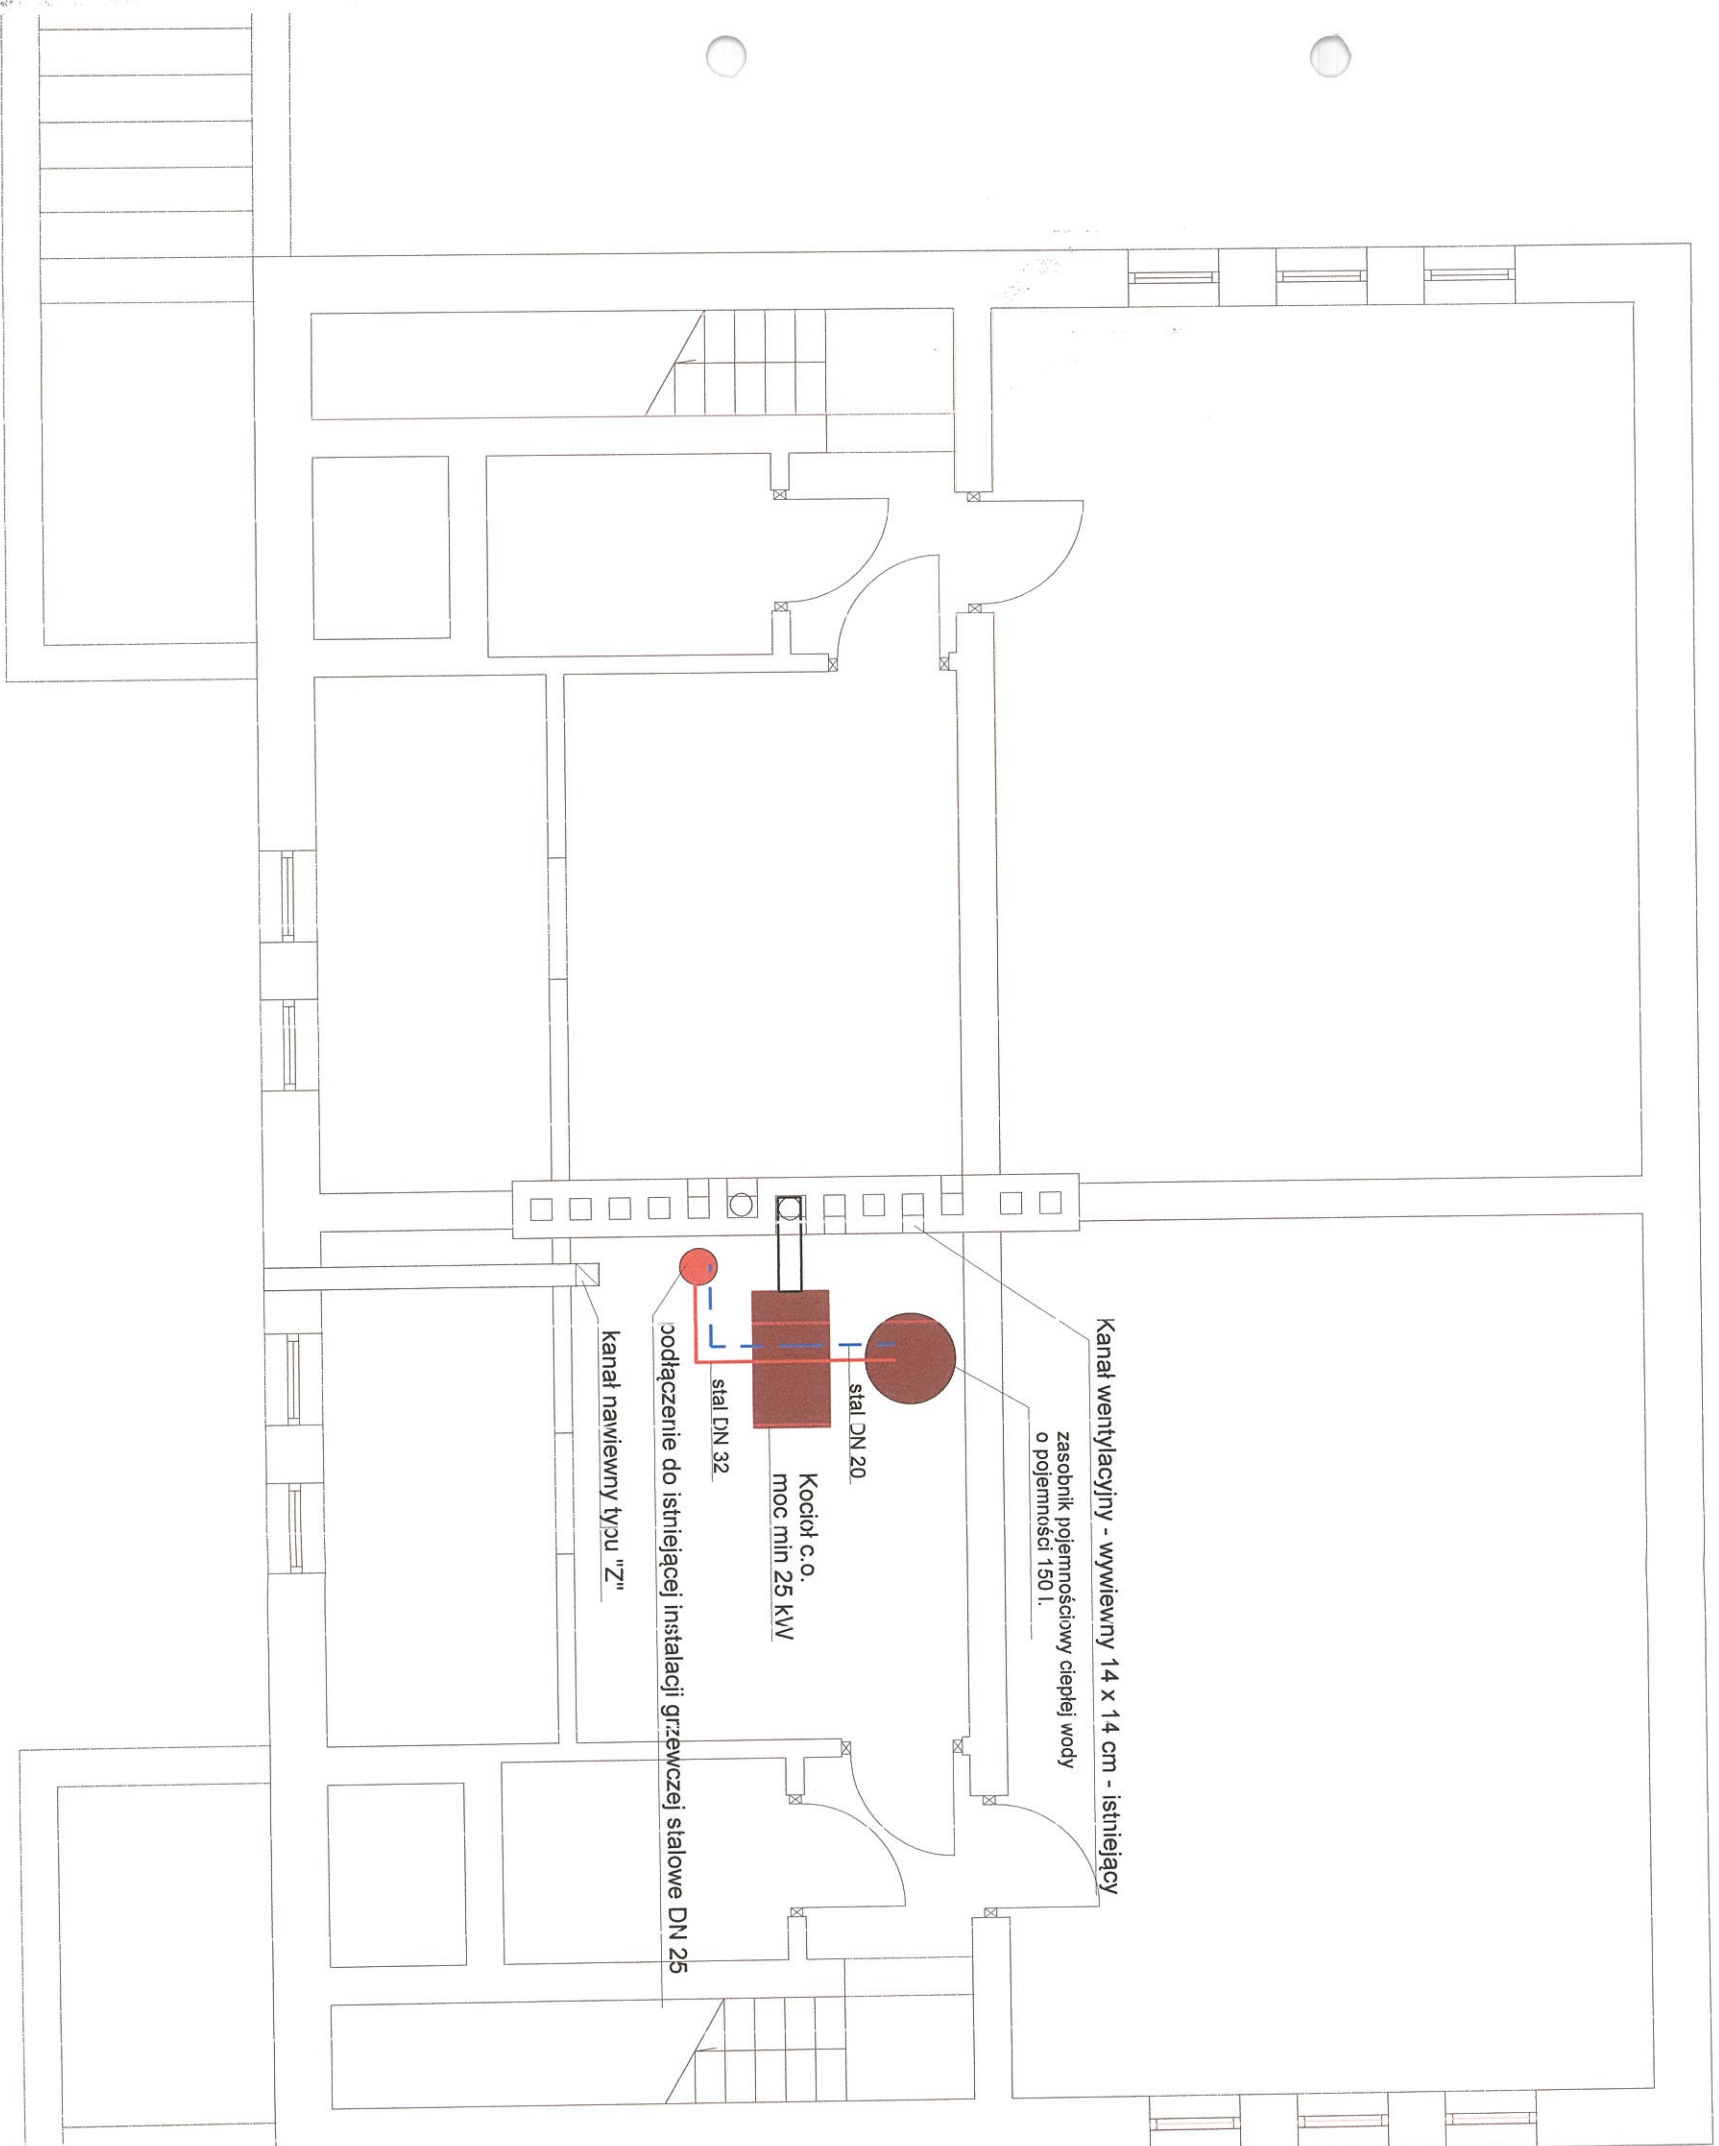 Kanał wentylacyjny - wywiewny 14 x 14 cm - istniejący
zasobnik pojemnościowy ciepłej wody
o pojemności 150 l.
stal DN 20
Kocioł c.o.
moc min 25 kW
stal DN 32
podłączenie do istniejącej instalacji grzewczej stalowe DN 25
kanał nawiewny typu "Z"